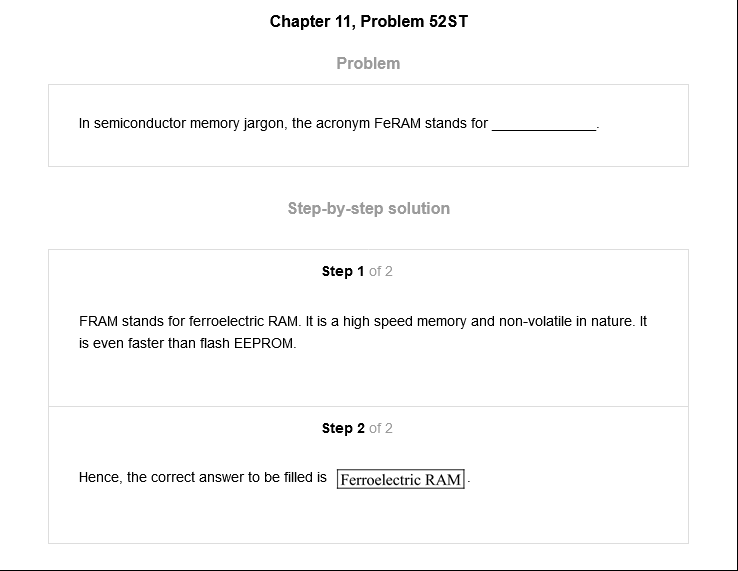 Chapter 11, Problem 52ST
Problem
In semiconductor memory jargon, the acronym FeRAM stands for _____________.
Step-by-step solution
Step 1 of 2
FRAM stands for ferroelectric RAM. It is a high speed memory and non-volatile in nature. It
is even faster than flash EEPROM.
Step 2 of 2
Hence, the correct answer to be filled is Ferroelectric RAM.